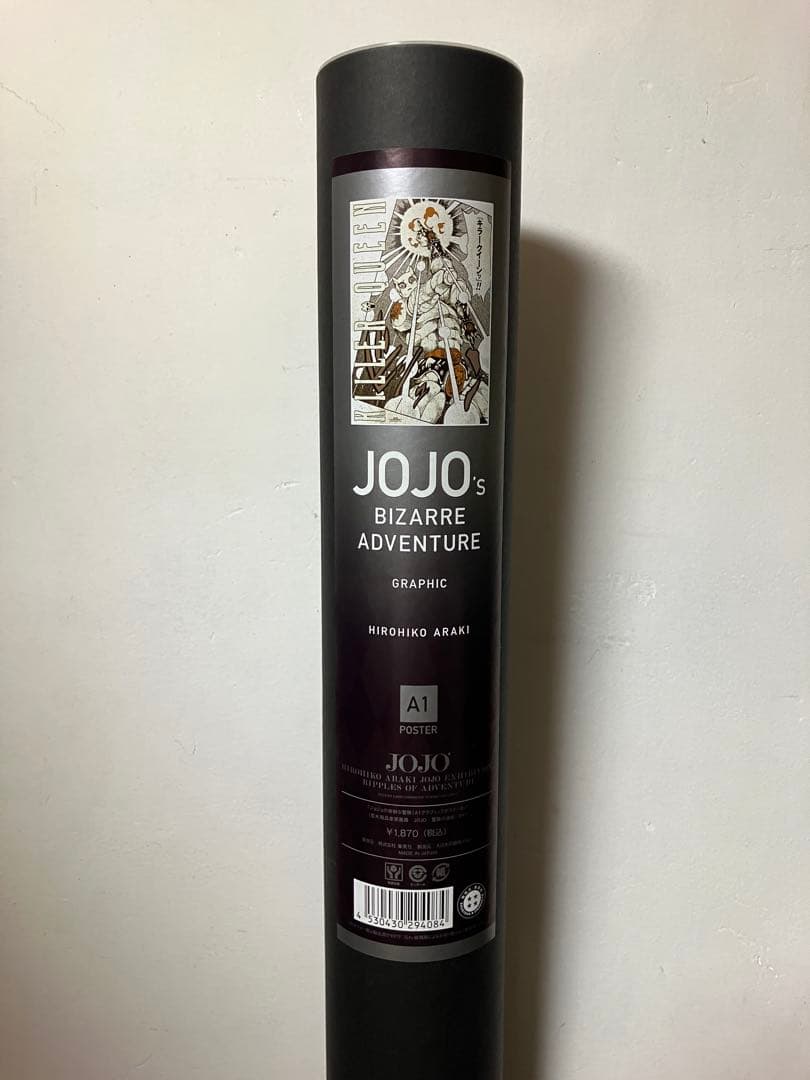 KILLER QUEEN
「キラークイーン」!!
JOJO's
BIZARRE
ADVENTURE
GRAPHIC
HIROHIKO ARAKI
A1
POSTER
JOJO
HIROHIKO ARAKI JOJO EXHIBITION
RIPPLES OF ADVENTURE
¥1,870 (税込)
MADE IN JAPAN
4 530430 294084